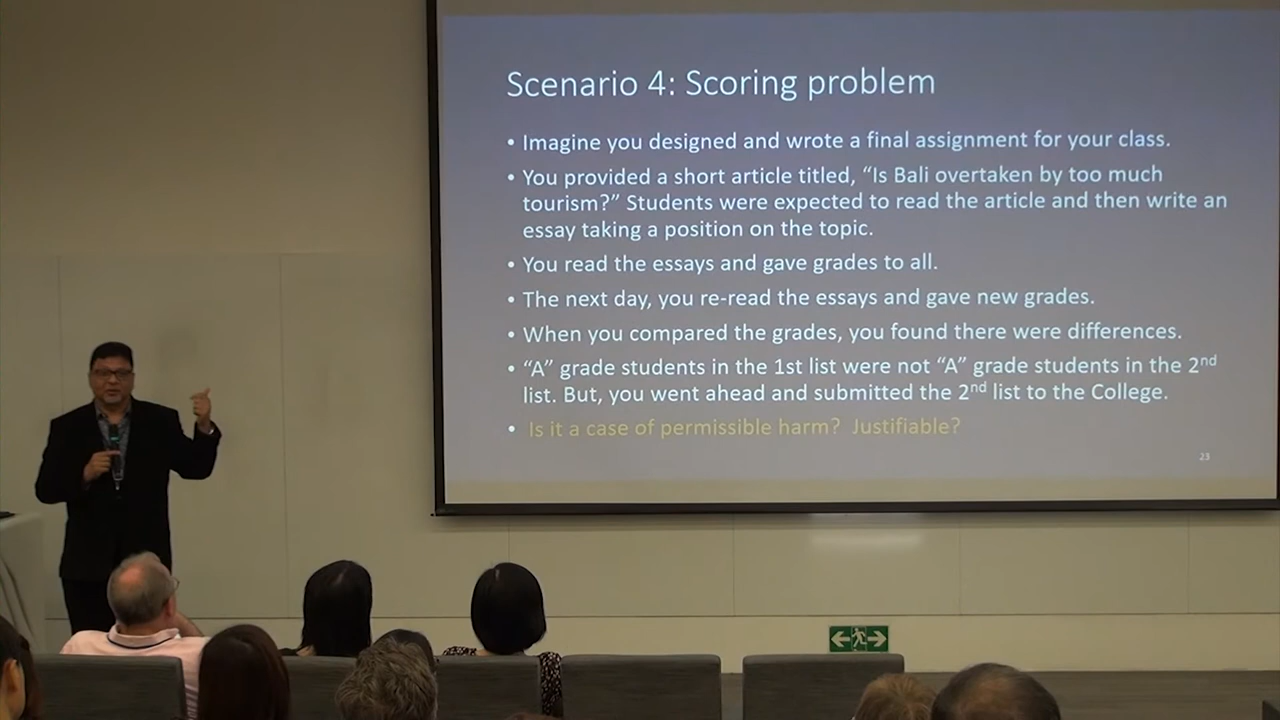 Scenario 4: Scoring problem
• Imagine you designed and wrote a final assignment for your class.
• You provided a short article titled, “Is Bali overtaken by too much
tourism?” Students were expected to read the article and then write an
essay taking a position on the topic.
• You read the essays and gave grades to all.
• The next day, you re-read the essays and gave new grades.
• When you compared the grades, you found there were differences.
• “A” grade students in the 1st list were not “A” grade students in the 2nd
list. But, you went ahead and submitted the 2nd list to the College.
• Is it a case of permissible harm? Justifiable?
23